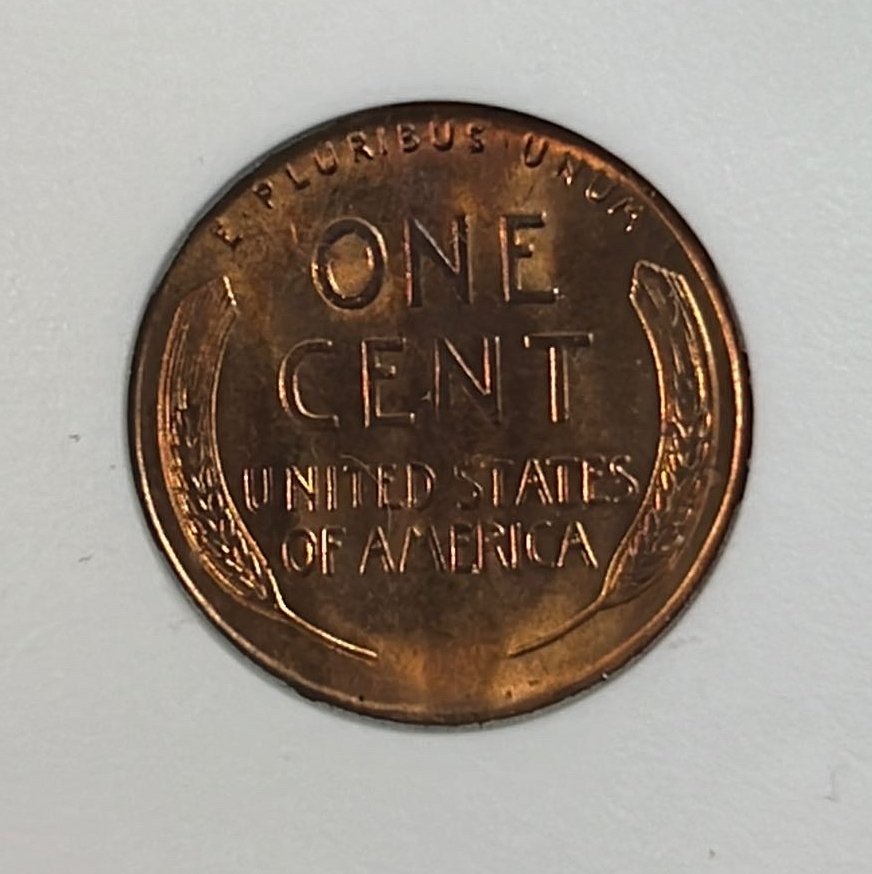 E · PLURIBUS · UNUM
ONE
CENT
UNITED STATES
OF AMERICA